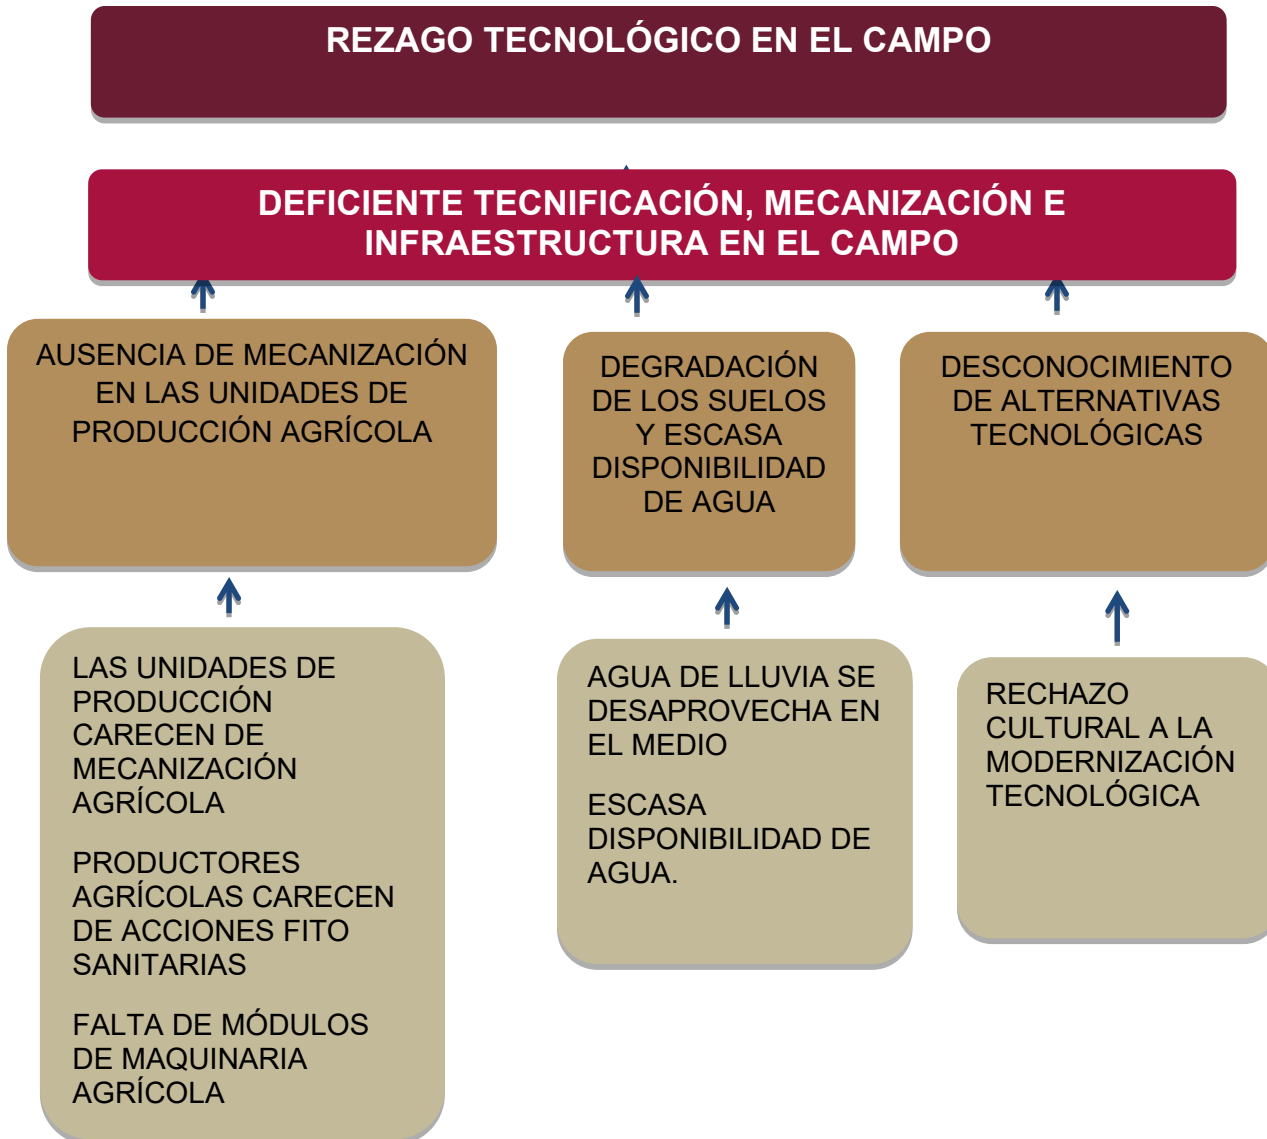 REZAGO TECNOLÓGICO EN EL CAMPO
DEFICIENTE TECNIFICACIÓN, MECANIZACIÓN E
INFRAESTRUCTURA EN EL CAMPO
AUSENCIA DE MECANIZACIÓN
EN LAS UNIDADES DE
PRODUCCIÓN AGRÍCOLA
DEGRADACIÓN
DE LOS SUELOS
Y ESCASA
DISPONIBILIDAD
DE AGUA
DESCONOCIMIENTO
DE ALTERNATIVAS
TECNOLÓGICAS
LAS UNIDADES DE
PRODUCCIÓN
CARECEN DE
MECANIZACIÓN
AGRÍCOLA
PRODUCTORES
AGRÍCOLAS CARECEN
DE ACCIONES FITO
SANITARIAS
FALTA DE MÓDULOS
DE MAQUINARIA
AGRÍCOLA
AGUA DE LLUVIA SE
DESAPROVECHA EN
EL MEDIO
ESCASA
DISPONIBILIDAD DE
AGUA.
RECHAZO
CULTURAL A LA
MODERNIZACIÓN
TECNOLÓGICA